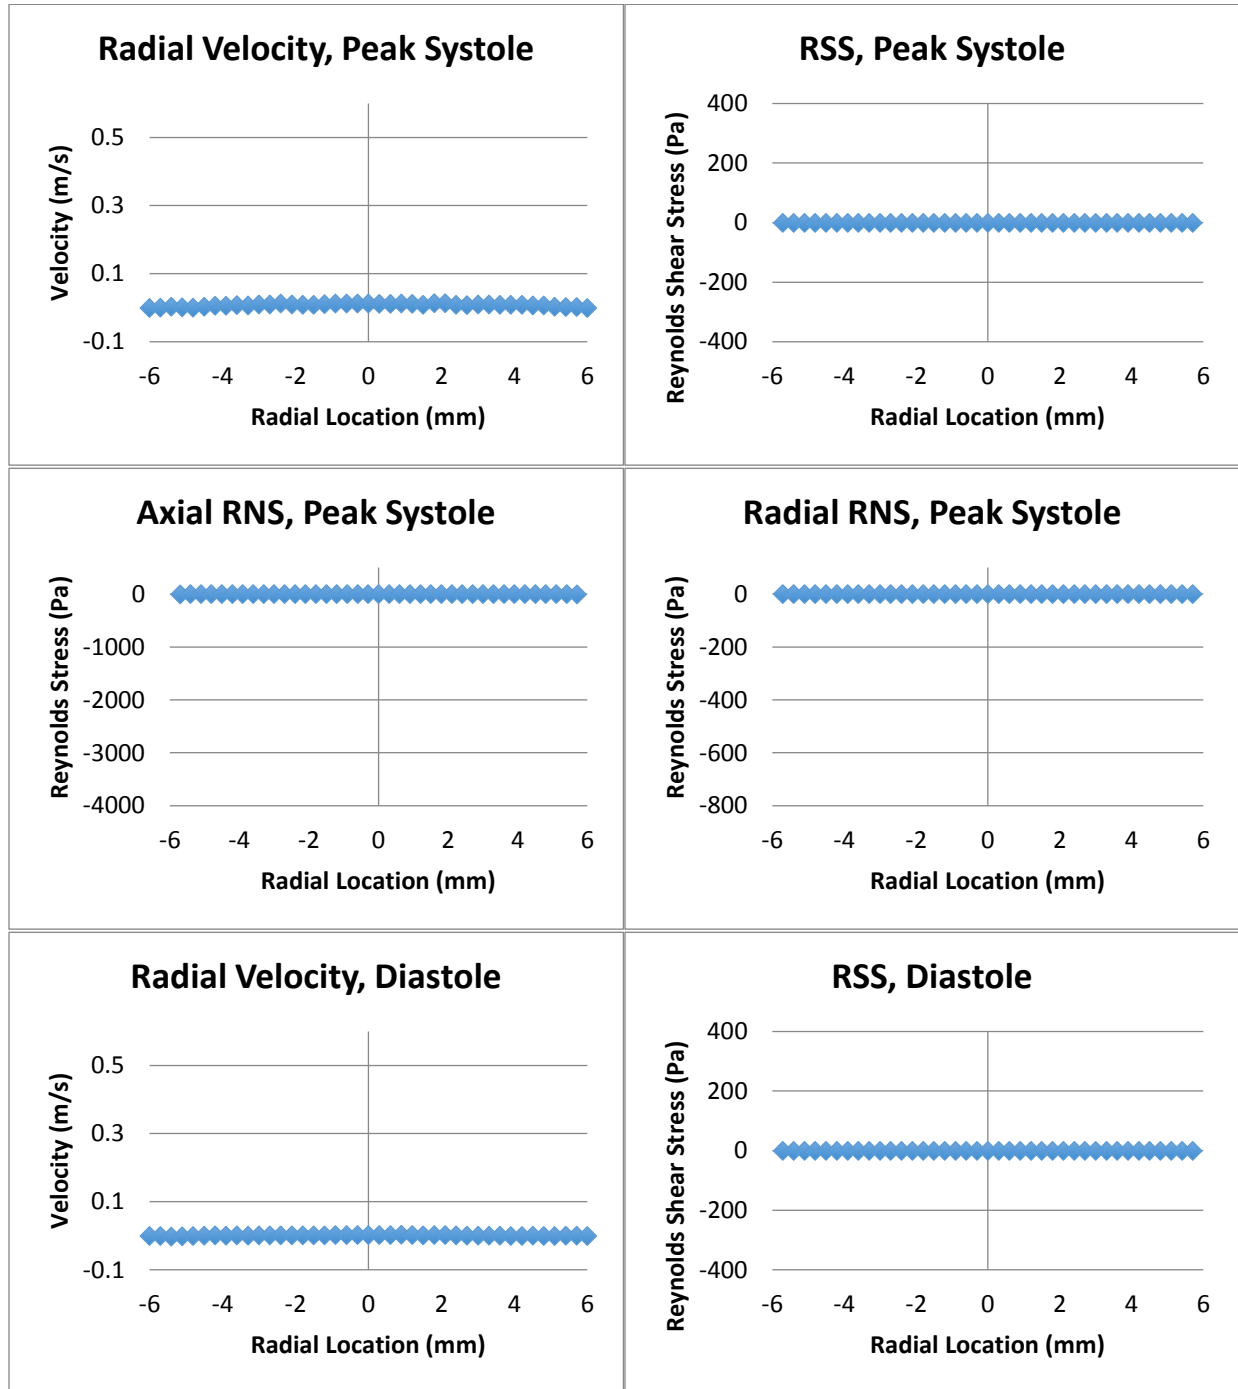 Radial Velocity, Peak Systole
Velocity (m/s)
0.5
0.3
0.1
-0.1
-6 -4 -2 0 2 4 6
Radial Location (mm)
RSS, Peak Systole
Reynolds Shear Stress (Pa)
400
200
0
-200
-400
-6 -4 -2 0 2 4 6
Radial Location (mm)
Axial RNS, Peak Systole
Reynolds Stress (Pa)
0
-1000
-2000
-3000
-4000
-6 -4 -2 0 2 4 6
Radial Location (mm)
Radial RNS, Peak Systole
Reynolds Stress (Pa)
0
-200
-400
-600
-800
-6 -4 -2 0 2 4 6
Radial Location (mm)
Radial Velocity, Diastole
Velocity (m/s)
0.5
0.3
0.1
-0.1
-6 -4 -2 0 2 4 6
Radial Location (mm)
RSS, Diastole
Reynolds Shear Stress (Pa)
400
200
0
-200
-400
-6 -4 -2 0 2 4 6
Radial Location (mm)